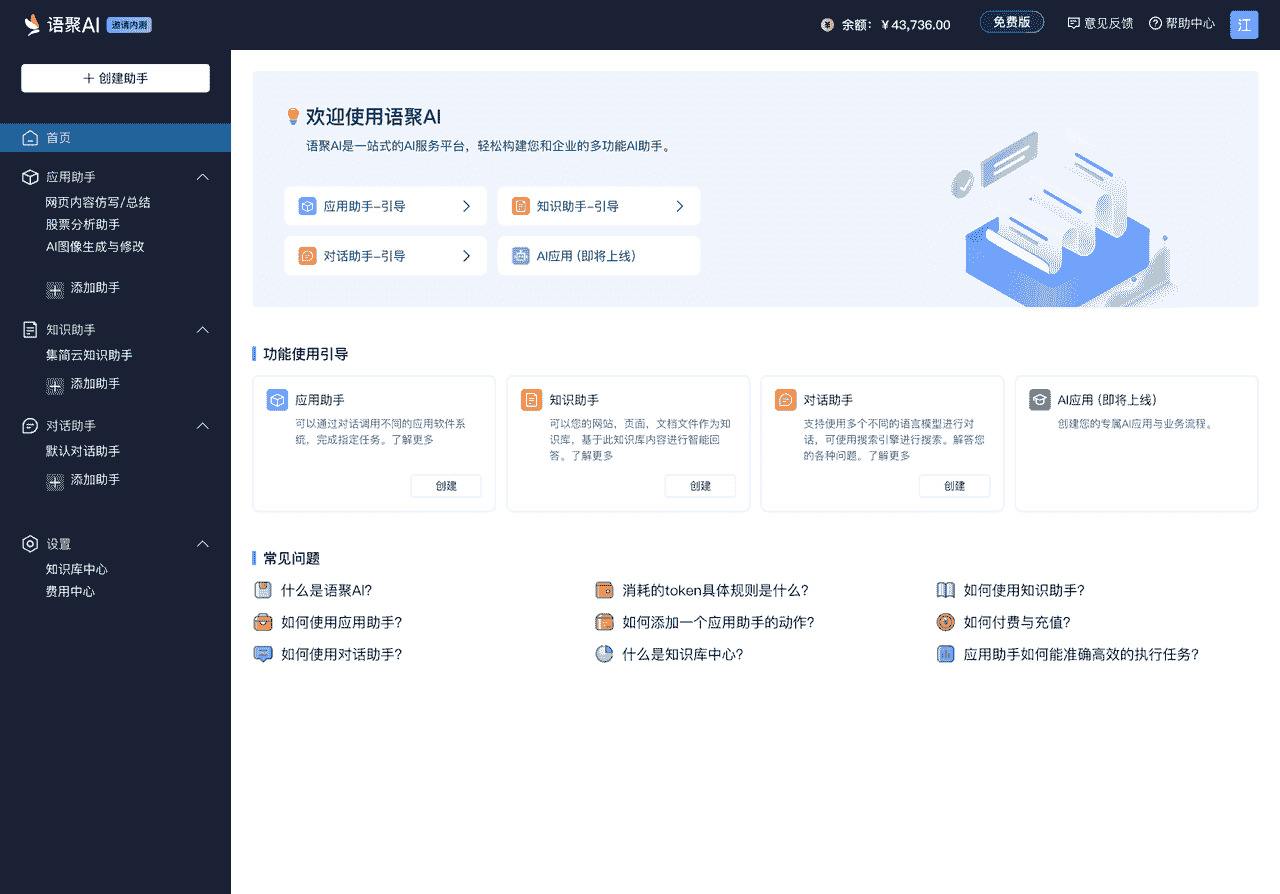 语聚AI 邀请内测
余额：￥43,736.00
免费版
意见反馈
帮助中心
江
＋ 创建助手
首页
应用助手
网页内容仿写/总结
股票分析助手
AI图像生成与修改
添加助手
知识助手
集简云知识助手
添加助手
对话助手
默认对话助手
添加助手
设置
知识库中心
费用中心
欢迎使用语聚AI
语聚AI是一站式的AI服务平台，轻松构建您和企业的多功能AI助手。
应用助手-引导
知识助手-引导
对话助手-引导
AI应用 (即将上线)
功能使用引导
应用助手
可以通过对话调用不同的应用软件系
统，完成指定任务。了解更多
创建
知识助手
可以您的网站，页面，文档文件作为知
识库，基于此知识库内容进行智能回
答。了解更多
创建
对话助手
支持使用多个不同的语言模型进行对
话，可使用搜索引擎进行搜索。解答您
的各种问题。了解更多
创建
AI应用 (即将上线)
创建您的专属AI应用与业务流程。
常见问题
什么是语聚AI?
消耗的token具体规则是什么?
如何使用知识助手?
如何使用应用助手?
如何添加一个应用助手的动作?
如何付费与充值?
如何使用对话助手?
什么是知识库中心?
应用助手如何能准确高效的执行任务?